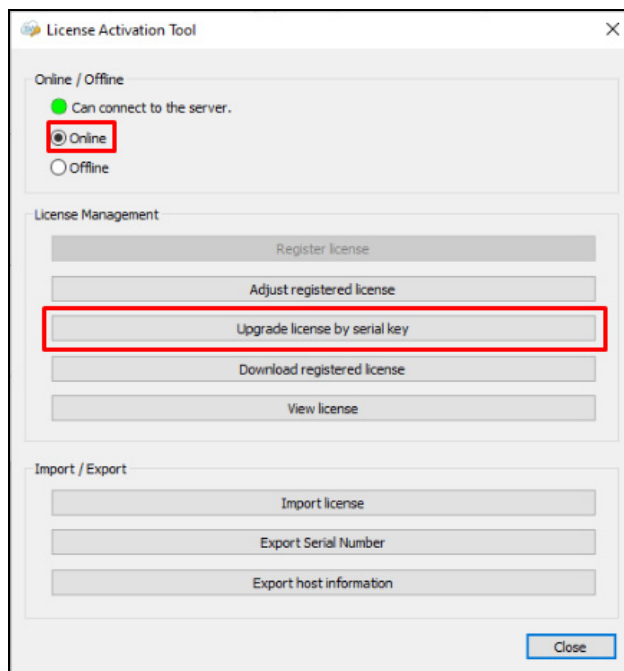 License Activation Tool
Online / Offline
Can connect to the server.
Online
Offline
License Management
Register license
Adjust registered license
Upgrade license by serial key
Download registered license
View license
Import / Export
Import license
Export Serial Number
Export host information
Close